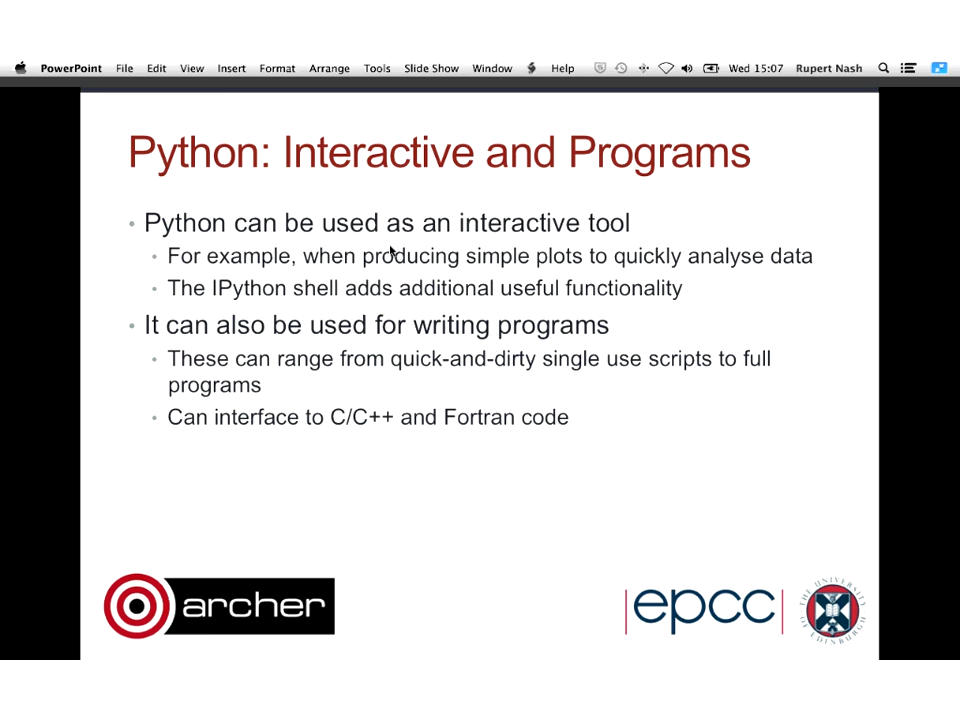 PowerPoint File Edit View Insert Format Arrange Tools Slide Show Window Help Wed 15:07 Rupert Nash
Python: Interactive and Programs
• Python can be used as an interactive tool
• For example, when producing simple plots to quickly analyse data
• The IPython shell adds additional useful functionality
• It can also be used for writing programs
• These can range from quick-and-dirty single use scripts to full
programs
• Can interface to C/C++ and Fortran code
archer
|epcc|
THE UNIVERSITY
OF EDINBURGH